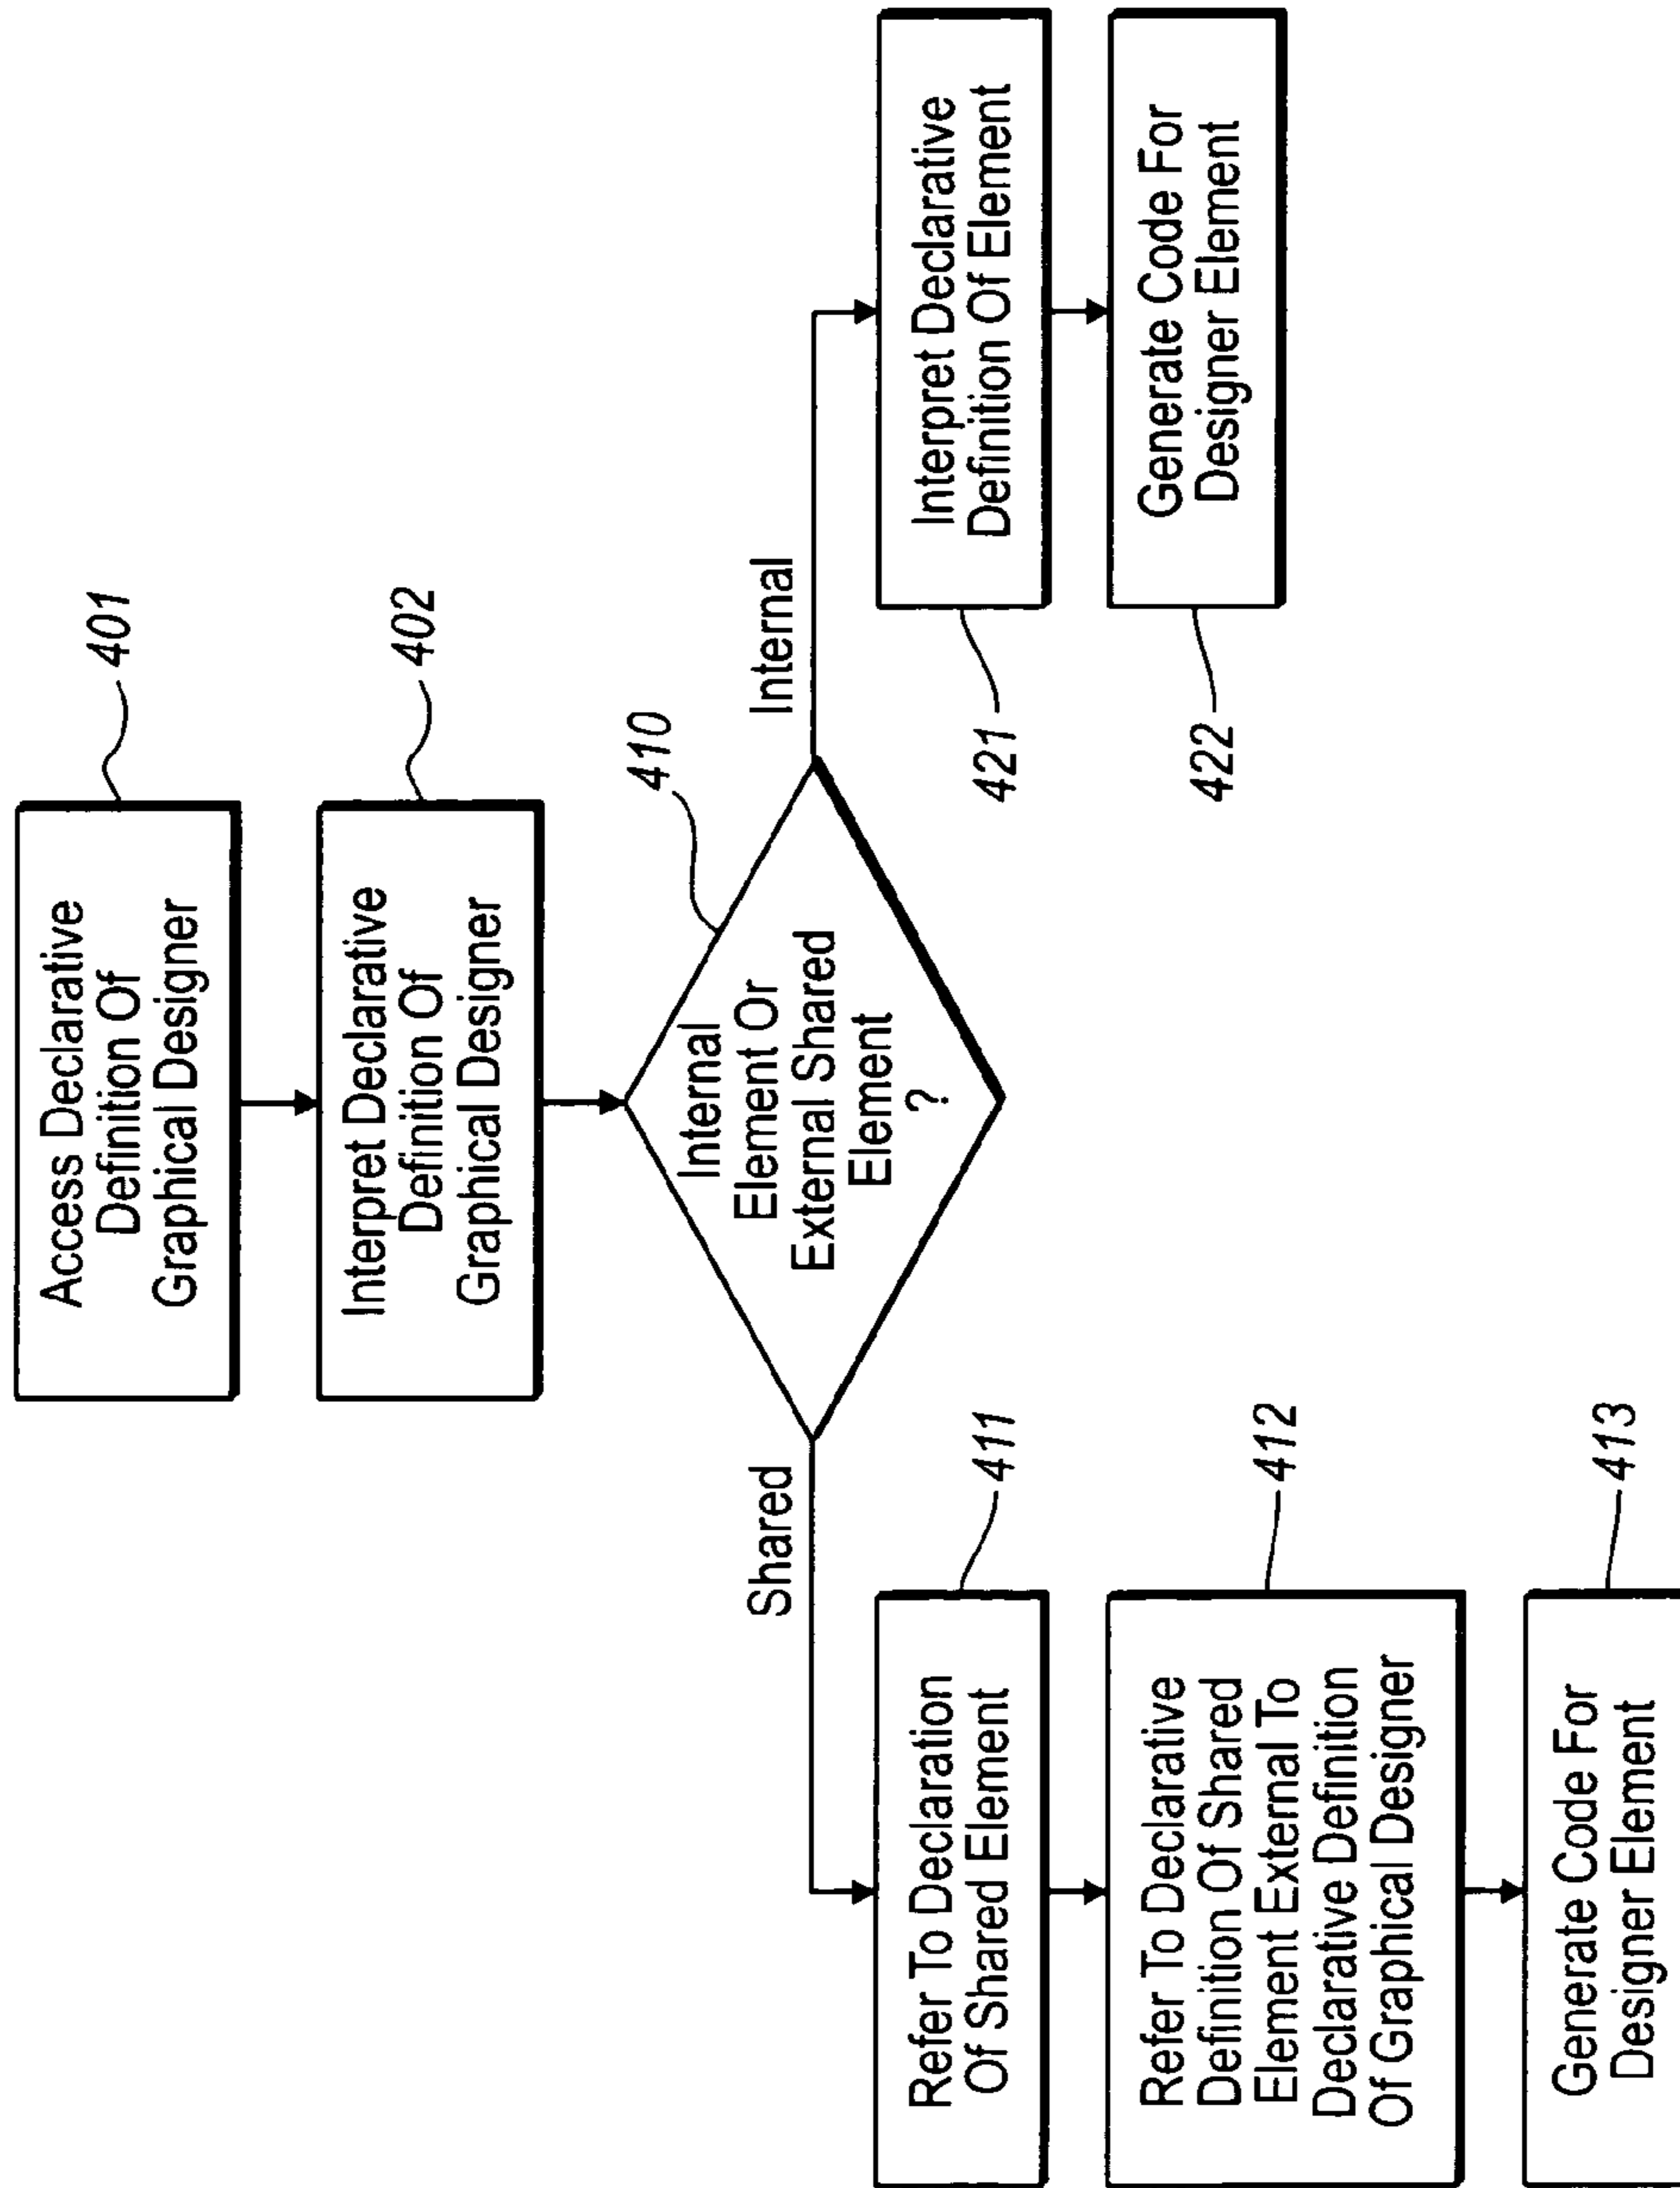 Access Declarative
Definition Of
Graphical Designer
401
Interpret Declarative
Definition Of
Graphical Designer
402
Internal
Element Or
External Shared
Element
?
410
Shared
Internal
Refer To Declaration
Of Shared Element
411
Refer To Declarative
Definition Of Shared
Element External To
Declarative Definition
Of Graphical Designer
412
Generate Code For
Designer Element
413
Interpret Declarative
Definition Of Element
421
Generate Code For
Designer Element
422